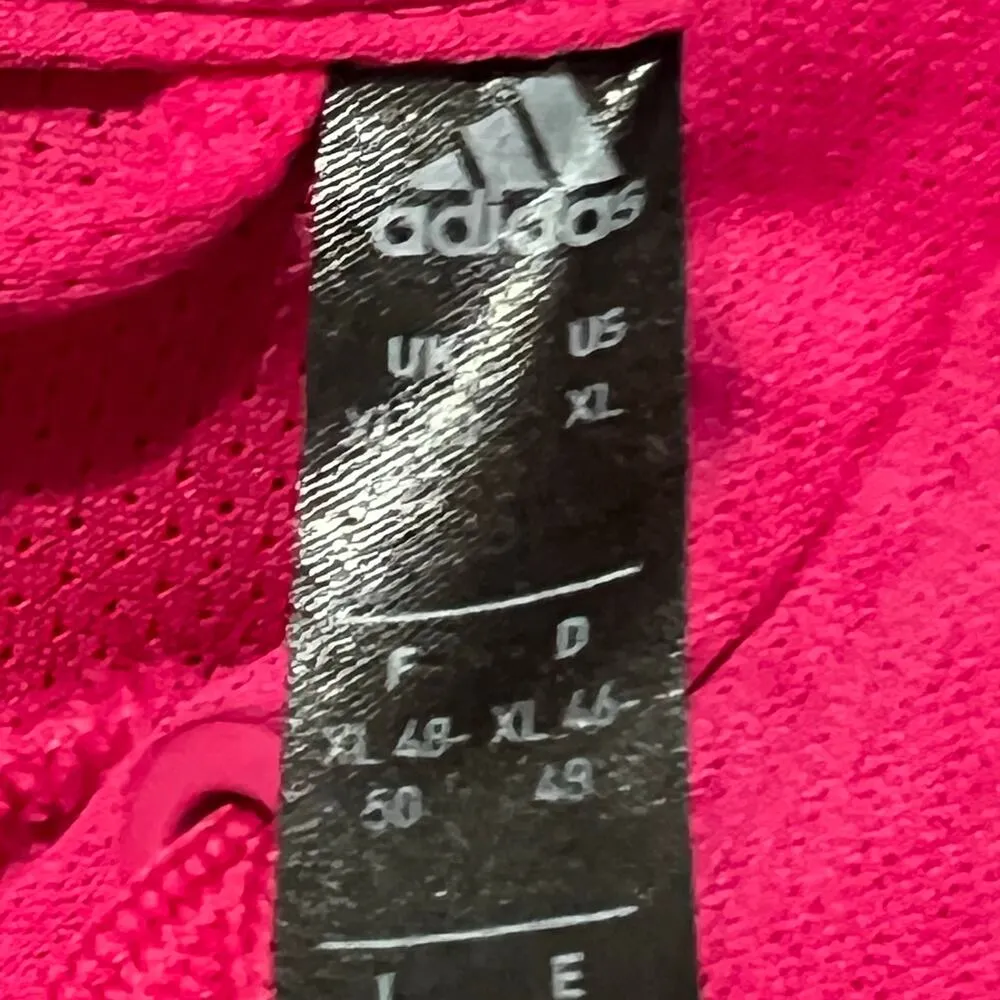 adidas
UK US
XL
F D
XL 48- XL 46-
50 48
I E